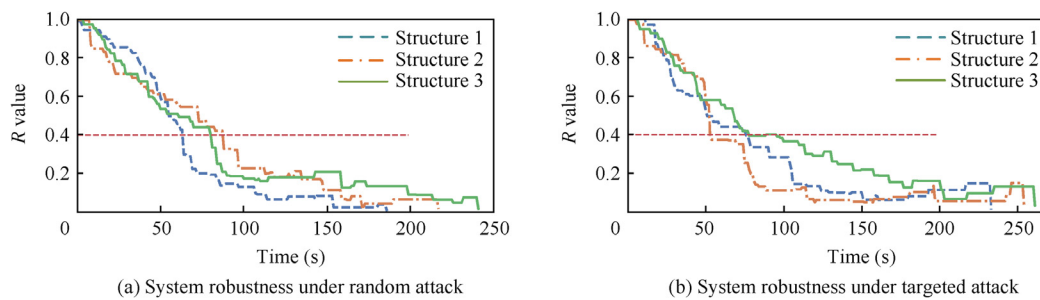 1.0
0.8
0.6
0.4
0.2
0
50
100
150
200
250
R value
Time (s)
Structure 1
Structure 2
Structure 3
(a) System robustness under random attack
1.0
0.8
0.6
0.4
0.2
0
50
100
150
200
250
R value
Time (s)
Structure 1
Structure 2
Structure 3
(b) System robustness under targeted attack